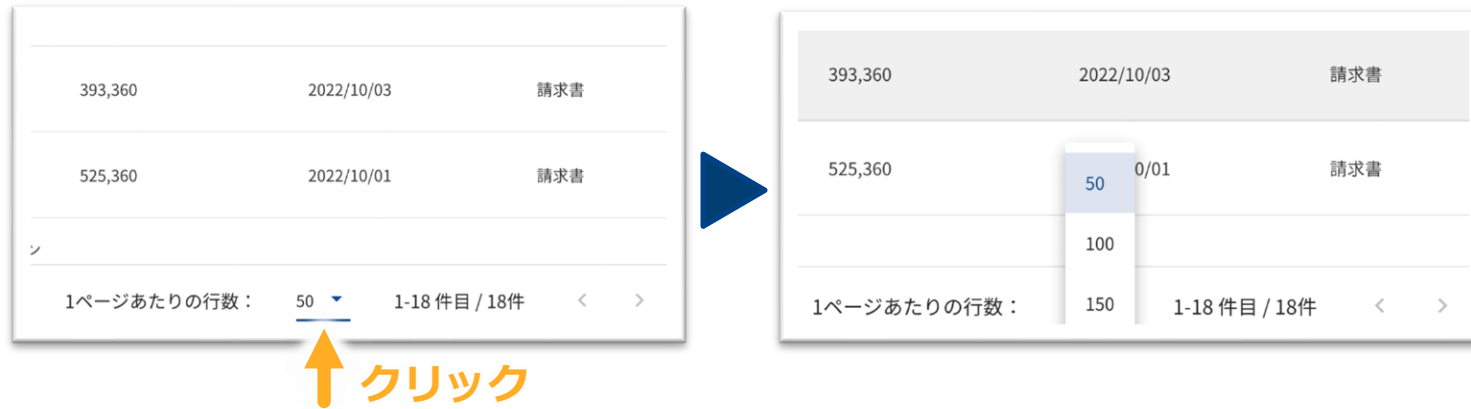 393,360 2022/10/03 請求書
525,360 2022/10/01 請求書
ン
1ページあたりの行数： 50 1-18 件目 / 18件
クリック
393,360 2022/10/03 請求書
525,360 0/01 請求書
50
100
150
1ページあたりの行数： 1-18 件目 / 18件